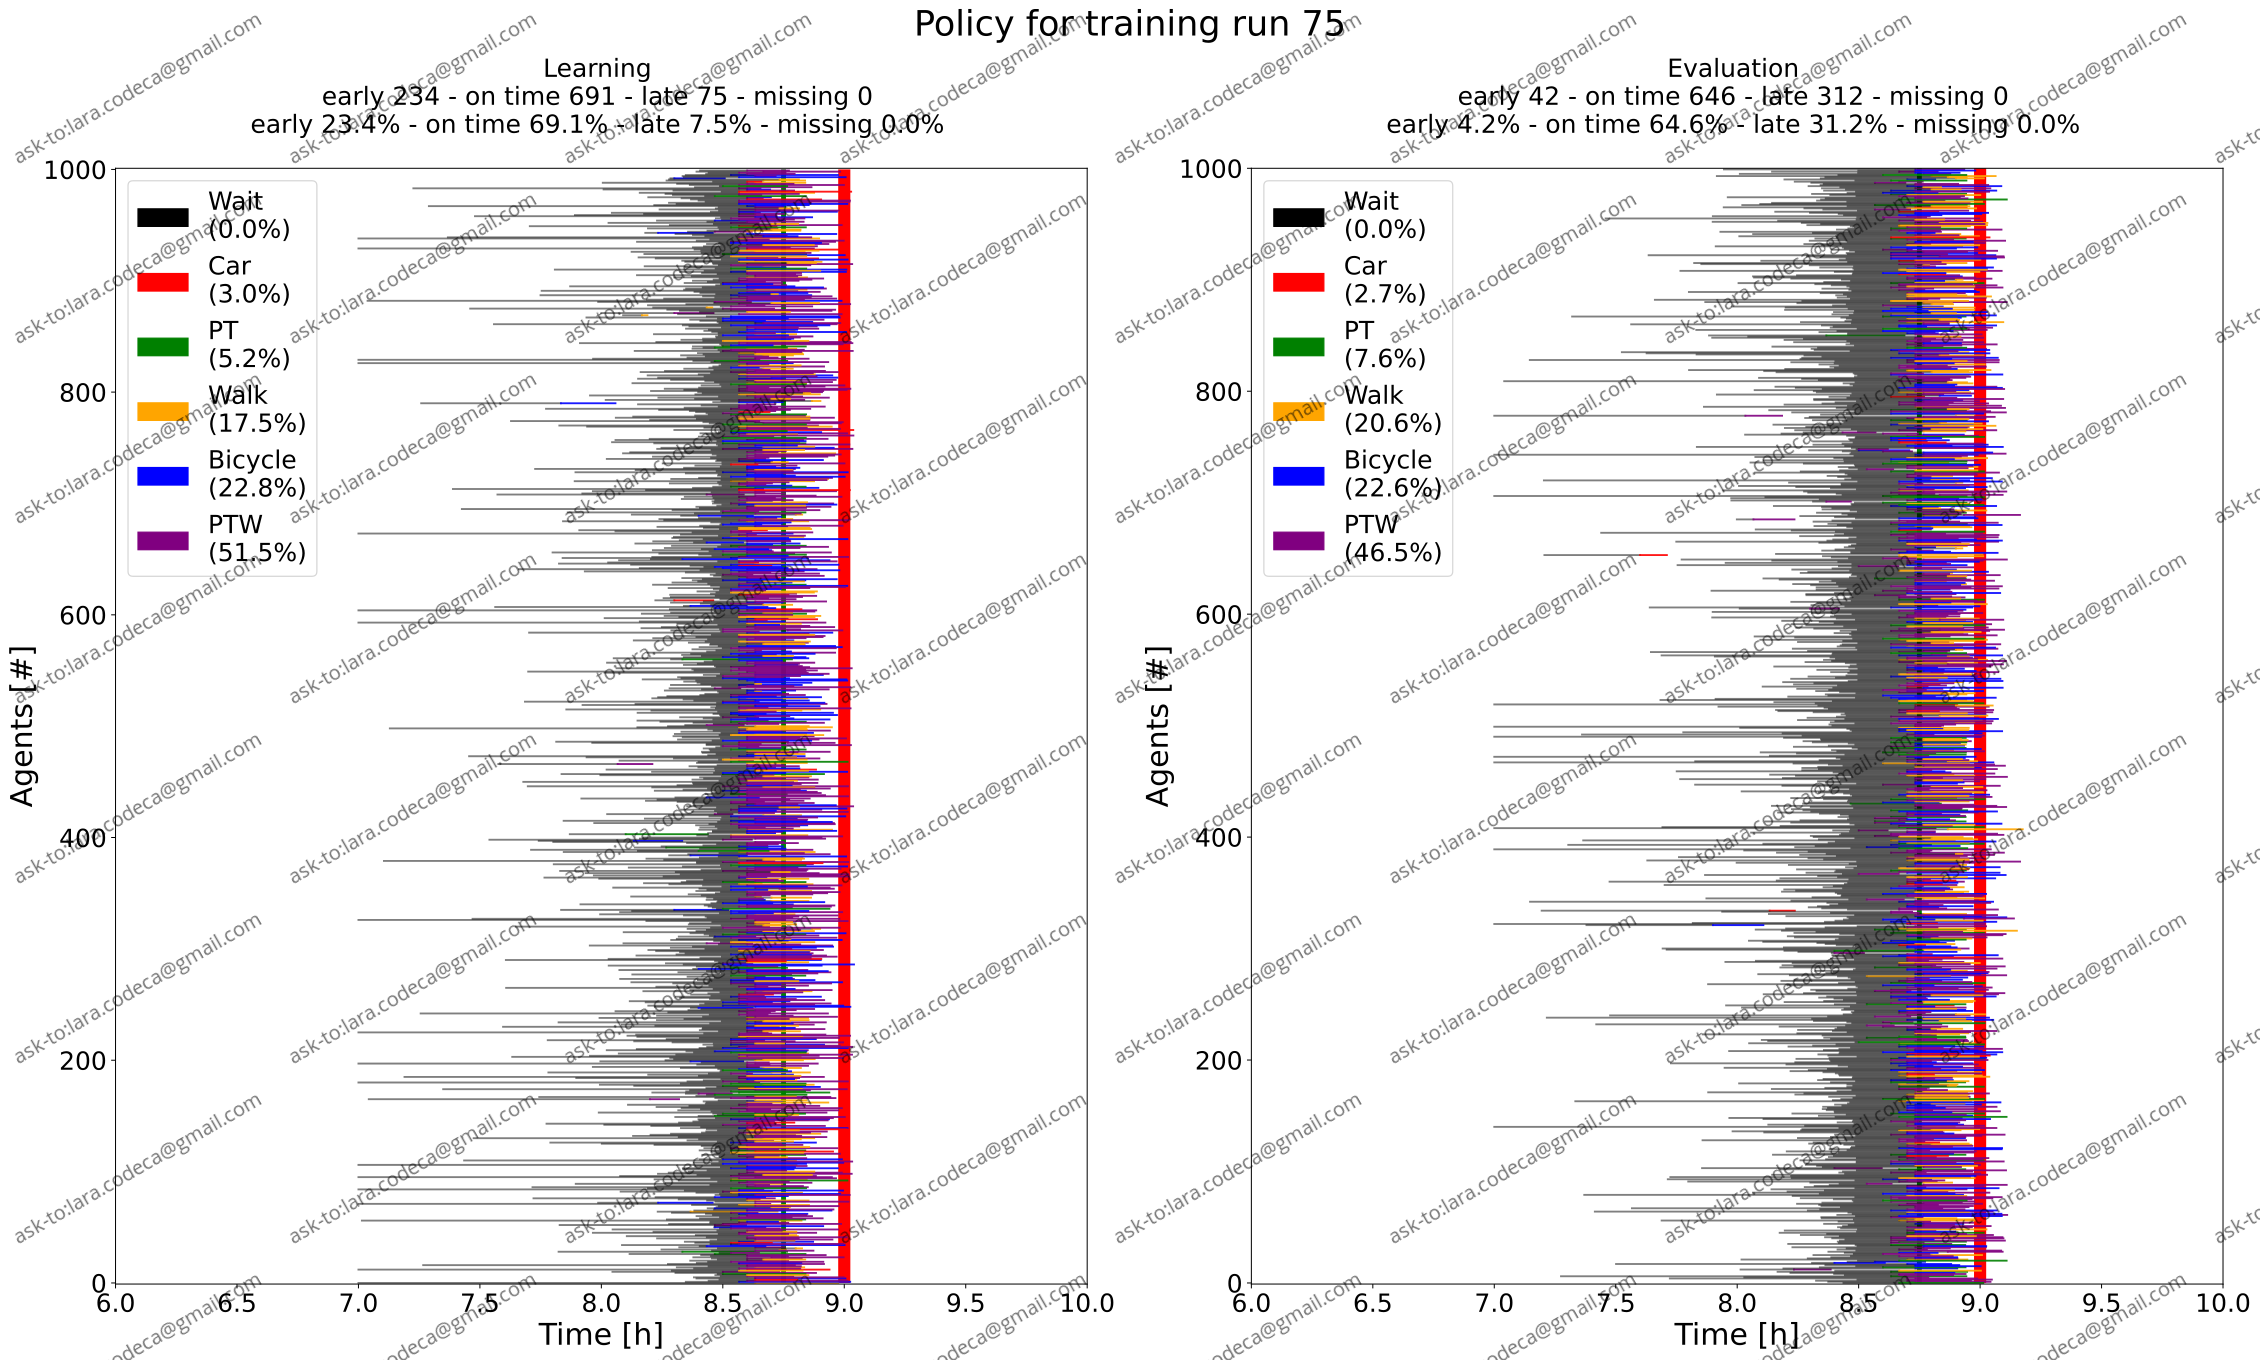 Policy for training run 75
Learning
early 234 - on time 691 - late 75 - missing 0
early 23.4% - on time 69.1% - late 7.5% - missing 0.0%
Evaluation
early 42 - on time 646 - late 312 - missing 0
early 4.2% - on time 64.6% - late 31.2% - missing 0.0%
Wait
(0.0%)
Car
(3.0%)
PT
(5.2%)
Walk
(17.5%)
Bicycle
(22.8%)
PTW
(51.5%)
1000
800
600
400
200
0
Agents [#]
6.0 6.5 7.0 7.5 8.0 8.5 9.0 9.5 10.0
Time [h]
Wait
(0.0%)
Car
(2.7%)
PT
(7.6%)
Walk
(20.6%)
Bicycle
(22.6%)
PTW
(46.5%)
1000
800
600
400
200
0
Agents [#]
6.0 6.5 7.0 7.5 8.0 8.5 9.0 9.5 10.0
Time [h]
ask-to:lara.codeca@gmail.com